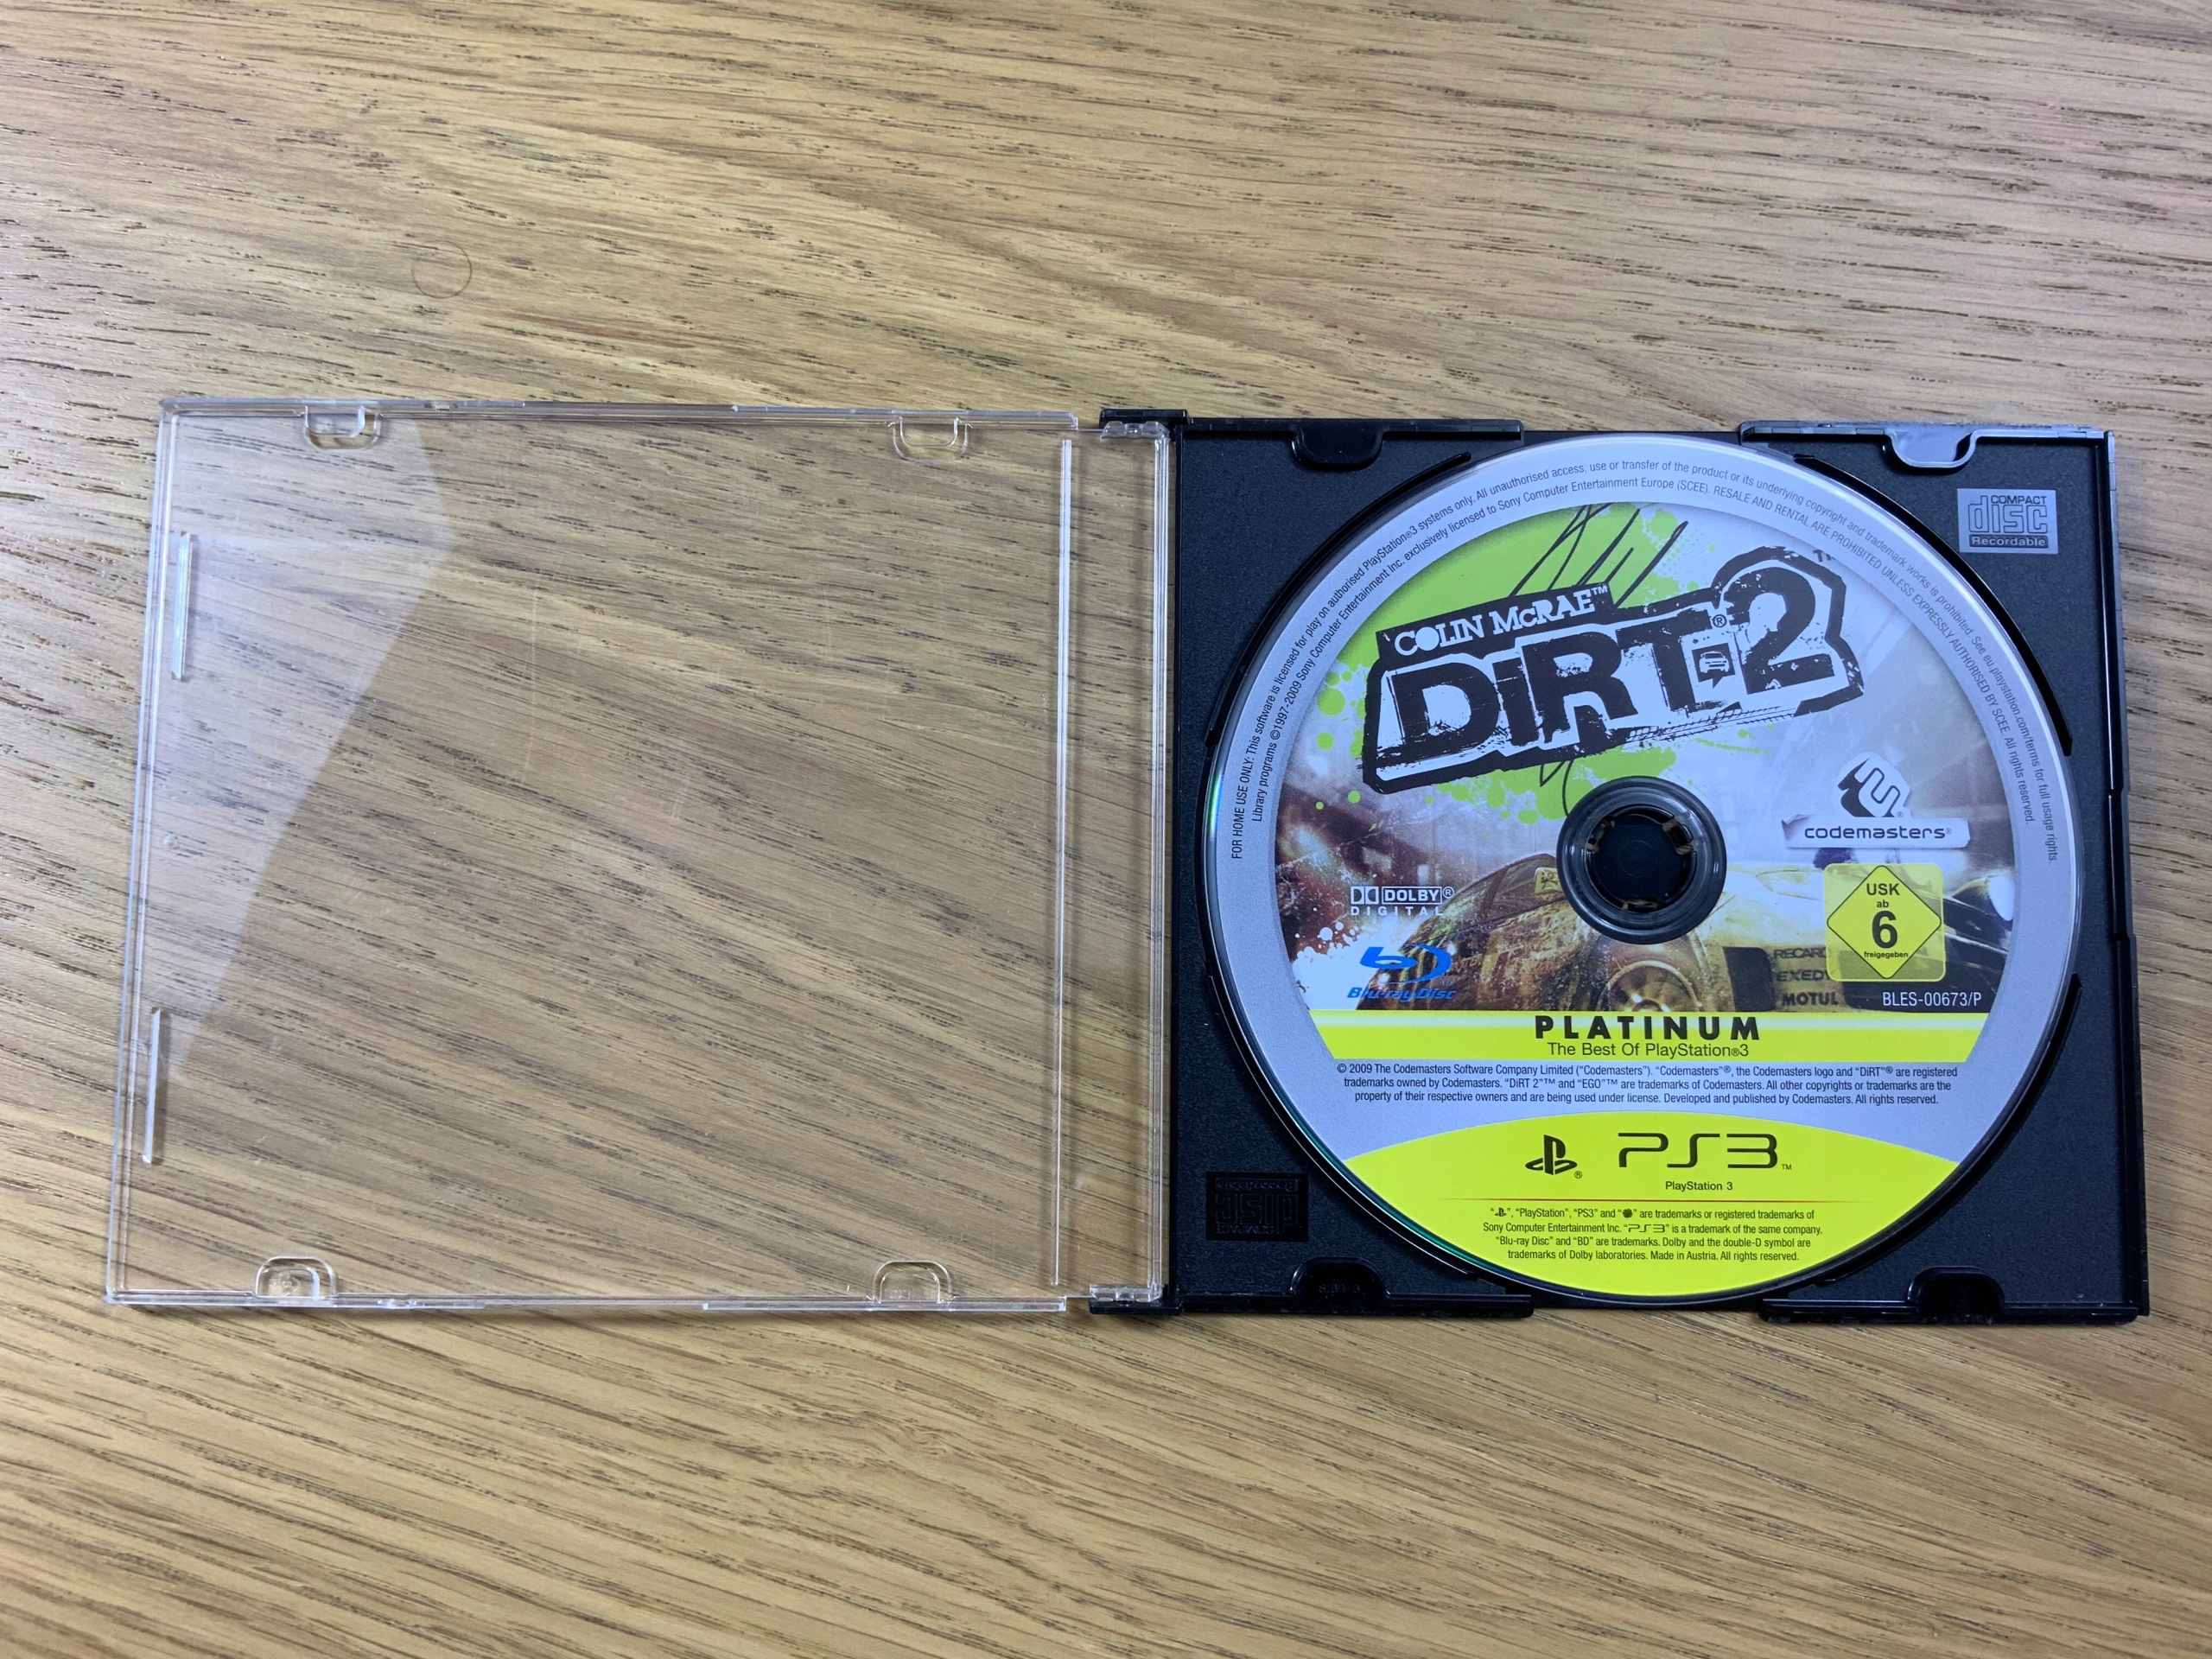 COMPACT
disc
Recordable
FOR HOME USE ONLY: This software is licensed for play on authorised PlayStation®3 systems only. All unauthorised access, use or transfer of the product or its underlying copyright and trademark works is prohibited. See eu.playstation.com/terms for full usage rights.
Library programs ©1997-2009 Sony Computer Entertainment Inc. exclusively licensed to Sony Computer Entertainment Europe (SCEE). RESALE AND RENTAL ARE PROHIBITED UNLESS EXPRESSLY AUTHORISED BY SCEE. All rights reserved.
COLIN McRAE™
DiRT®2
codemasters®
DOLBY®
DIGITAL
Blu-ray Disc
USK
ab
6
freigegeben
RECARO
EXEDY
MOTUL
BLES-00673/P
PLATINUM
The Best Of PlayStation®3
© 2009 The Codemasters Software Company Limited ("Codemasters"). "Codemasters"®, the Codemasters logo and "DiRT"® are registered
trademarks owned by Codemasters. "DiRT 2"™ and "EGO"™ are trademarks of Codemasters. All other copyrights or trademarks are the
property of their respective owners and are being used under license. Developed and published by Codemasters. All rights reserved.
PS3™
PlayStation 3
" ", "PlayStation", "PS3" and " " are trademarks or registered trademarks of
Sony Computer Entertainment Inc. "PS3" is a trademark of the same company.
"Blu-ray Disc" and "BD" are trademarks. Dolby and the double-D symbol are
trademarks of Dolby laboratories. Made in Austria. All rights reserved.